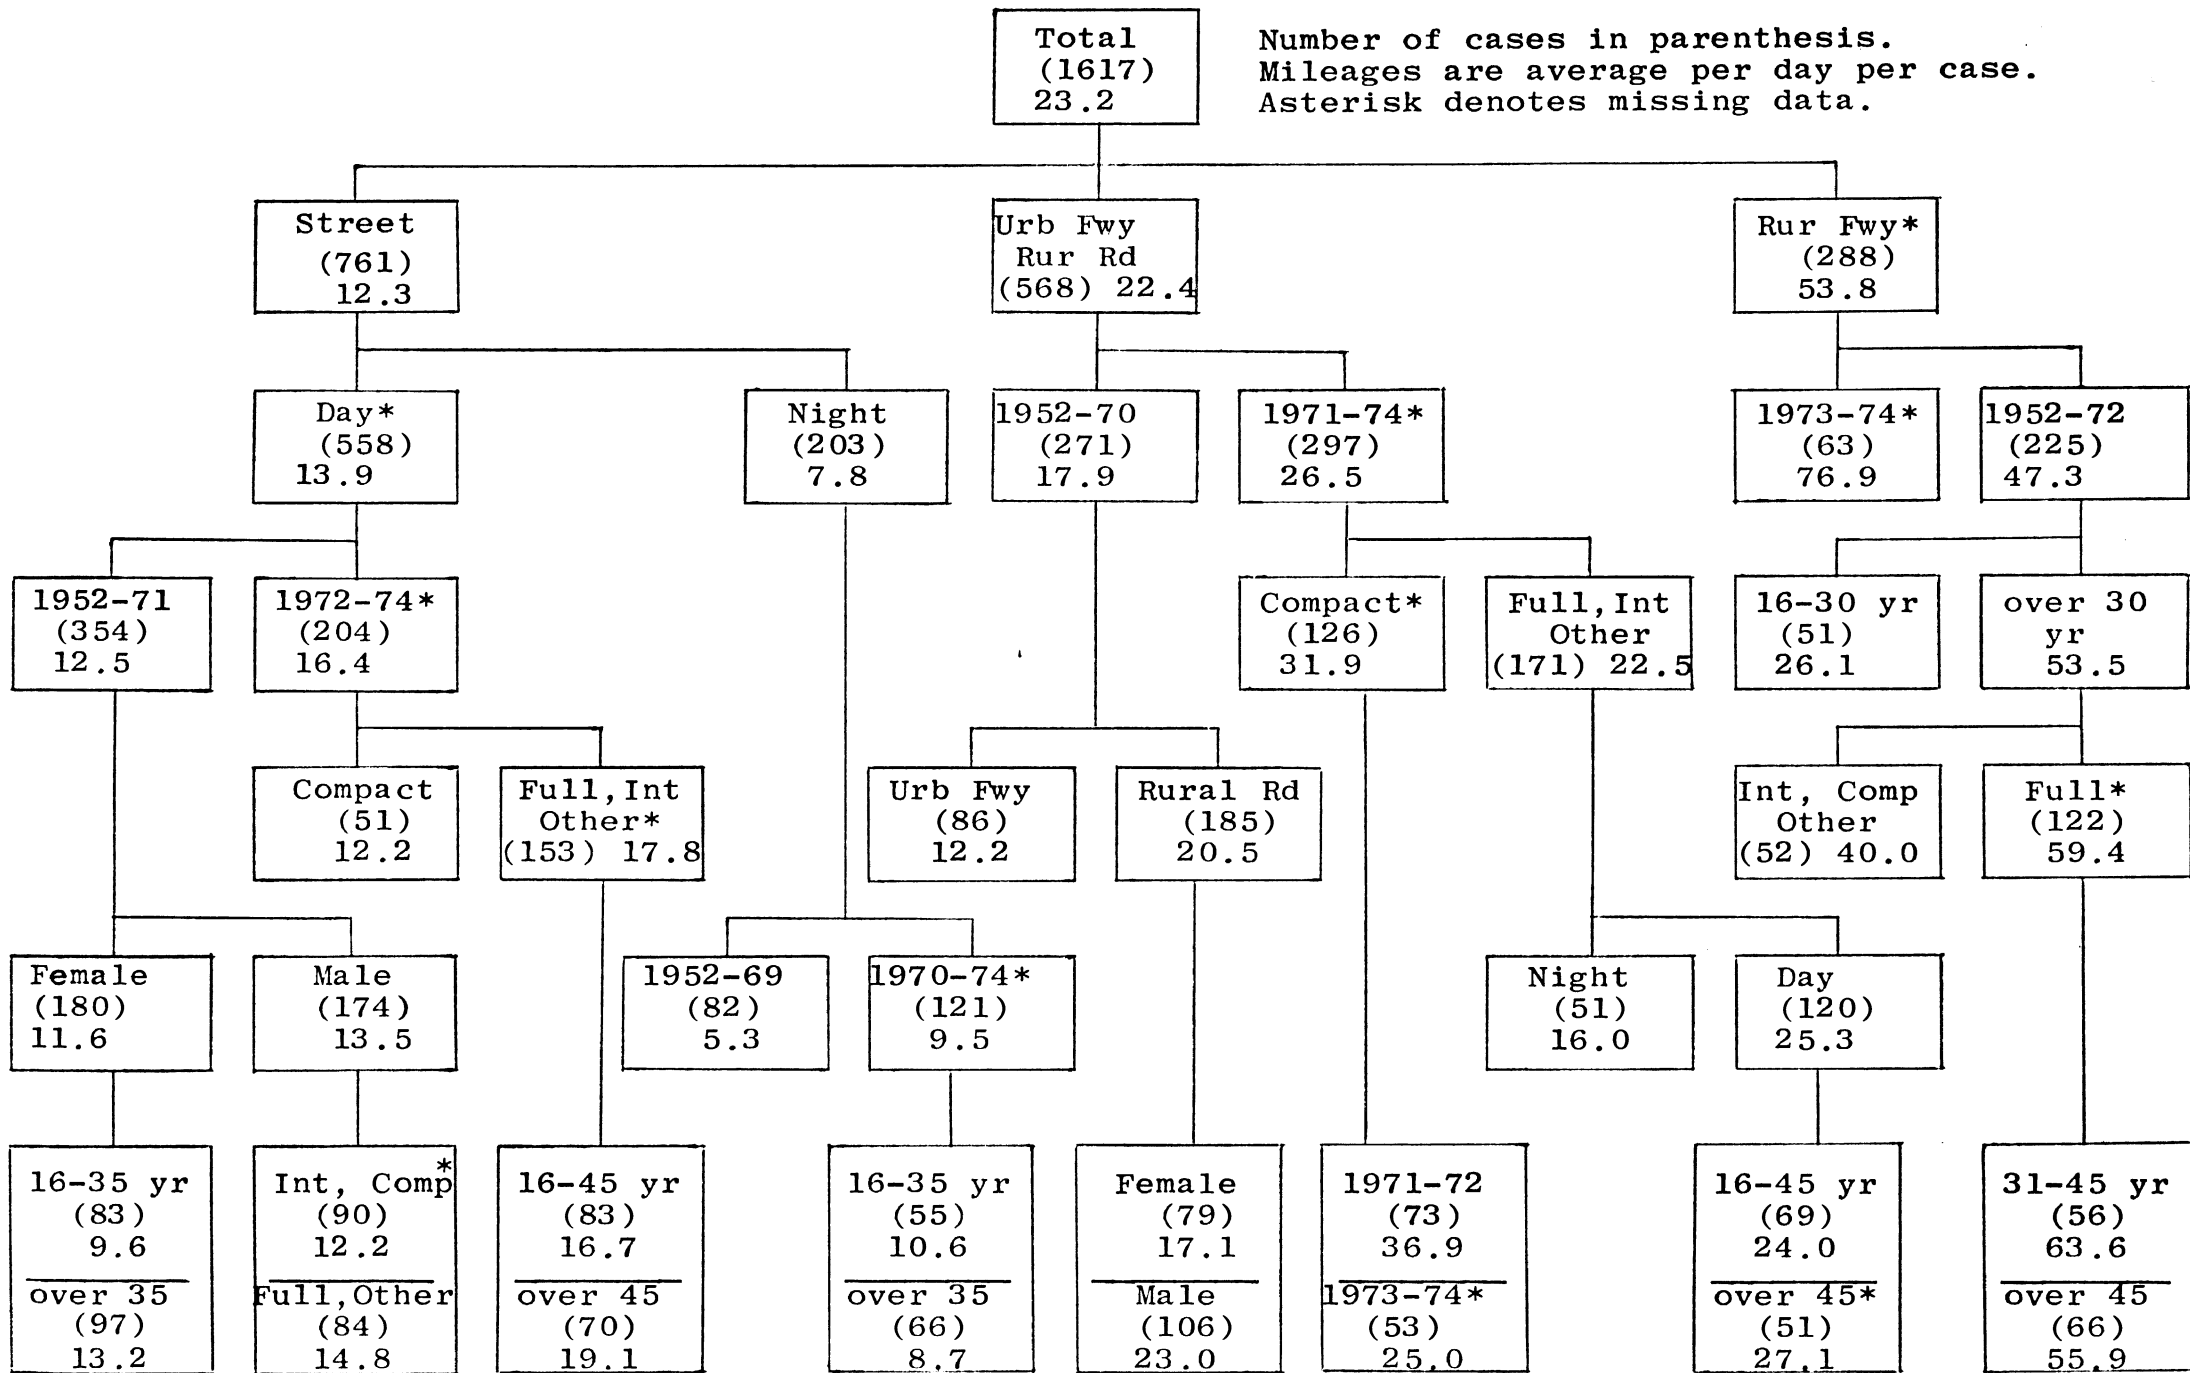 Total
(1617)
23.2
Number of cases in parenthesis.
Mileages are average per day per case.
Asterisk denotes missing data.
Street
(761)
12.3
Urb Fwy
Rur Rd
(568) 22.4
Rur Fwy*
(288)
53.8
Day*
(558)
13.9
Night
(203)
7.8
1952-70
(271)
17.9
1971-74*
(297)
26.5
1973-74*
(63)
76.9
1952-72
(225)
47.3
1952-71
(354)
12.5
1972-74*
(204)
16.4
Compact*
(126)
31.9
Full,Int
Other
(171) 22.5
16-30 yr
(51)
26.1
over 30
yr
53.5
Compact
(51)
12.2
Full,Int
Other*
(153) 17.8
Urb Fwy
(86)
12.2
Rural Rd
(185)
20.5
Int, Comp
Other
(52) 40.0
Full*
(122)
59.4
Female
(180)
11.6
Male
(174)
13.5
1952-69
(82)
5.3
1970-74*
(121)
9.5
Night
(51)
16.0
Day
(120)
25.3
16-35 yr
(83)
9.6
over 35
(97)
13.2
Int, Comp*
(90)
12.2
Full,Other
(84)
14.8
16-45 yr
(83)
16.7
over 45
(70)
19.1
16-35 yr
(55)
10.6
over 35
(66)
8.7
Female
(79)
17.1
Male
(106)
23.0
1971-72
(73)
36.9
1973-74*
(53)
25.0
16-45 yr
(69)
24.0
over 45*
(51)
27.1
31-45 yr
(56)
63.6
over 45
(66)
55.9